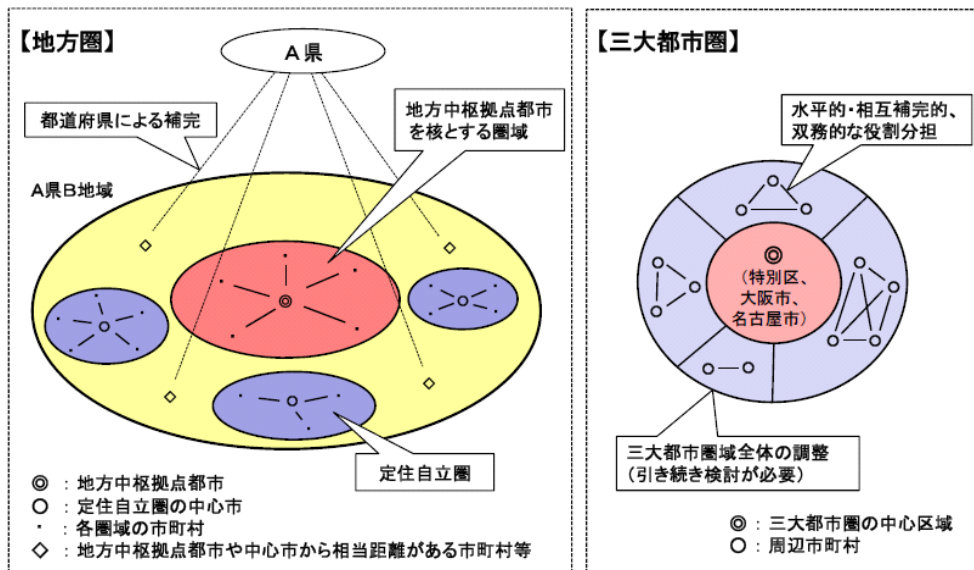 【地方圏】
A県
都道府県による補完
地方中枢拠点都市
を核とする圏域
A県B地域
定住自立圏
◎ ：地方中枢拠点都市
○ ：定住自立圏の中心市
・ ：各圏域の市町村
◇ ：地方中枢拠点都市や中心市から相当距離がある市町村等
【三大都市圏】
水平的・相互補完的、
双務的な役割分担
（特別区、
大阪市、
名古屋市）
三大都市圏域全体の調整
（引き続き検討が必要）
◎ ：三大都市圏の中心区域
○ ：周辺市町村